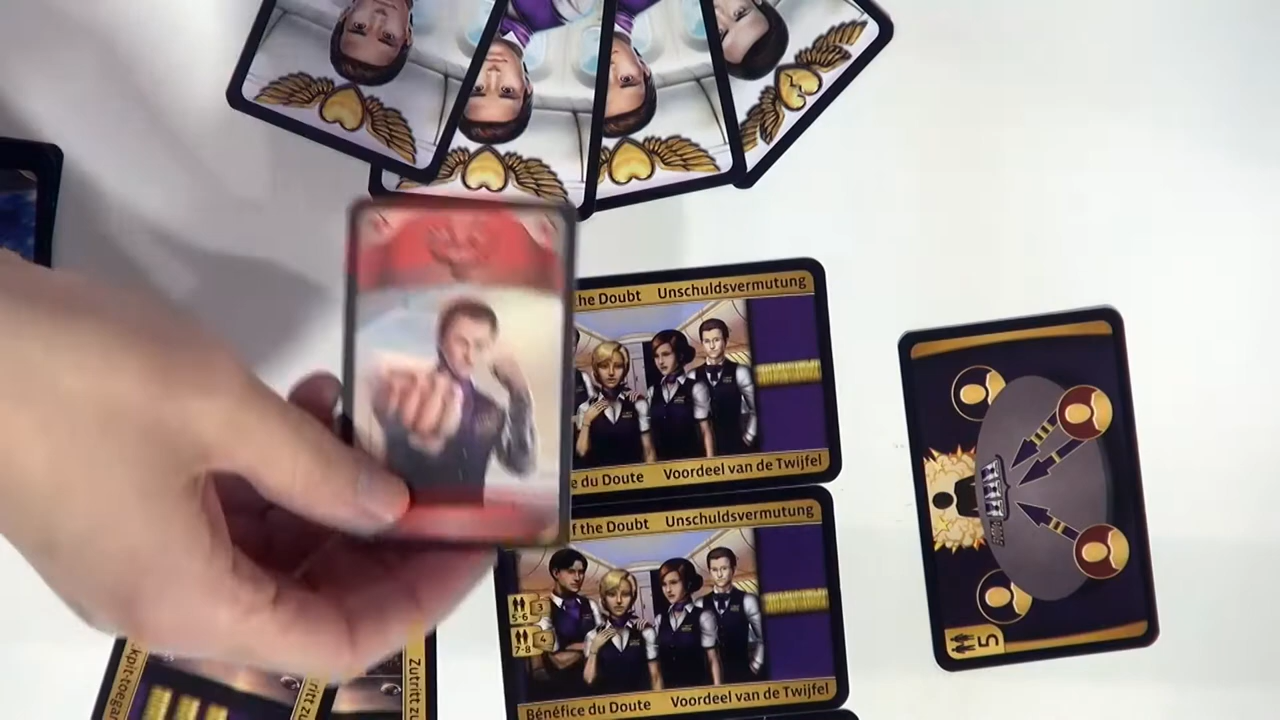 the Doubt Unschuldsvermutung
e du Doute Voordeel van de Twijfel
of the Doubt Unschuldsvermutung
3
5-6
4
7-8
Bénéfice du Doute Voordeel van de Twijfel
5